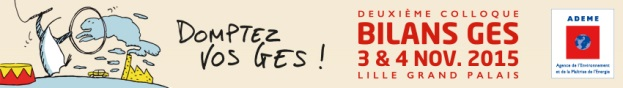 DOMPTEZ
VOS GES !
DEUXIÈME COLLOQUE
BILANS GES
3 & 4 NOV. 2015
LILLE GRAND PALAIS
ADEME
Agence de l'Environnement
et de la Maîtrise de l'Energie